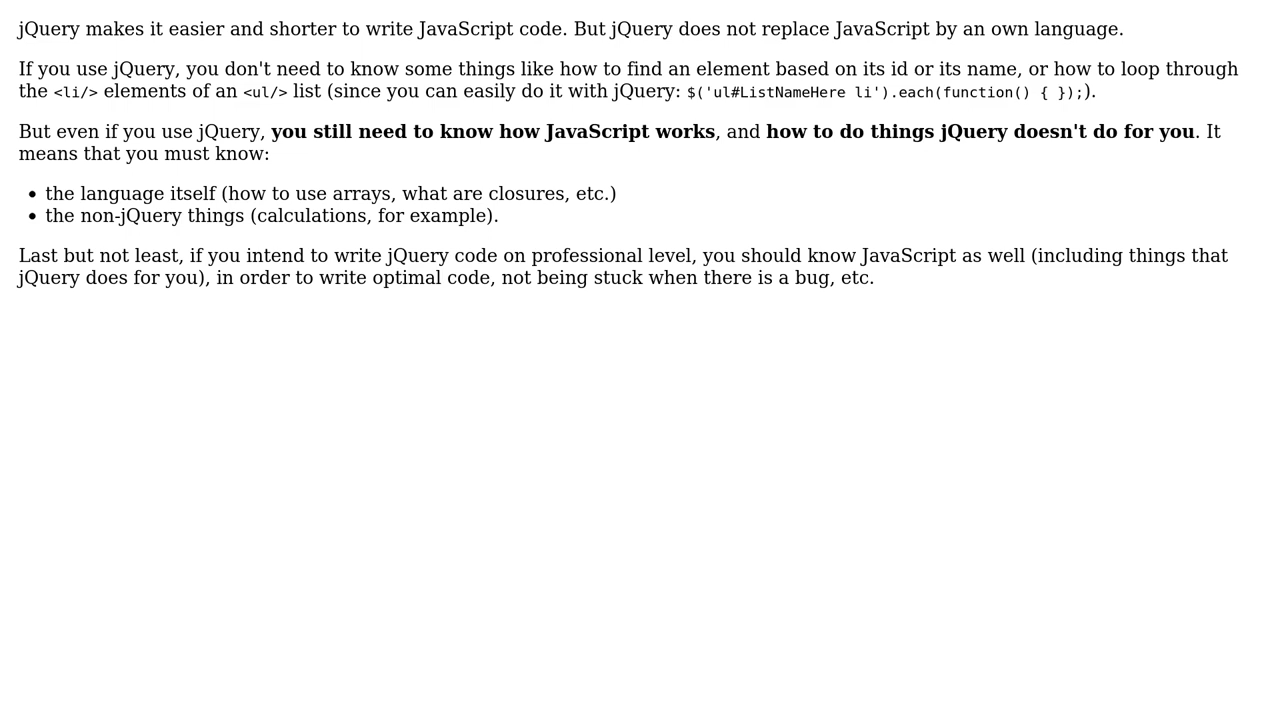 jQuery makes it easier and shorter to write JavaScript code. But jQuery does not replace JavaScript by an own language.
If you use jQuery, you don't need to know some things like how to find an element based on its id or its name, or how to loop through
the <li/> elements of an <ul/> list (since you can easily do it with jQuery: $('ul#ListNameHere li').each(function() { });).
But even if you use jQuery, you still need to know how JavaScript works, and how to do things jQuery doesn't do for you. It
means that you must know:
• the language itself (how to use arrays, what are closures, etc.)
• the non-jQuery things (calculations, for example).
Last but not least, if you intend to write jQuery code on professional level, you should know JavaScript as well (including things that
jQuery does for you), in order to write optimal code, not being stuck when there is a bug, etc.